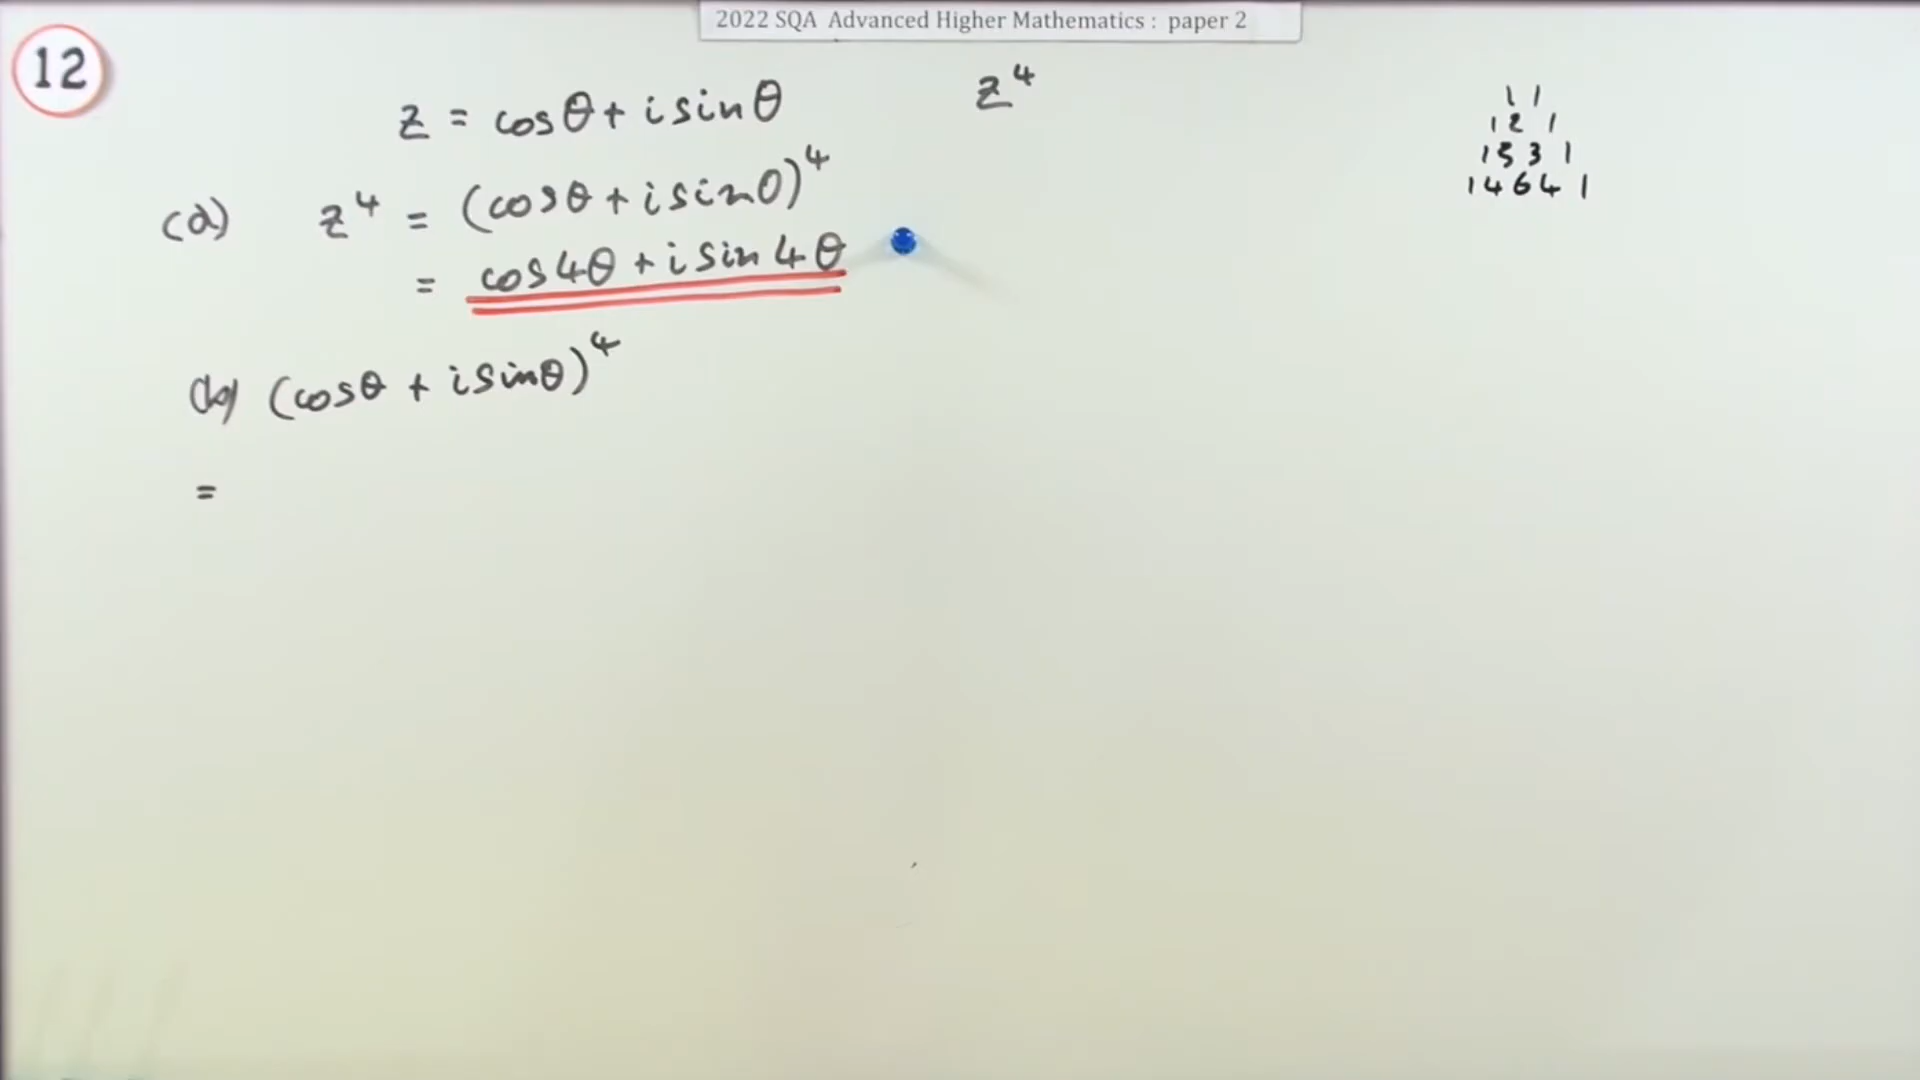 2022 SQA Advanced Higher Mathematics : paper 2
12
z = cosθ + i sinθ
z⁴
1 1
1 2 1
1 3 3 1
1 4 6 4 1
(a) z⁴ = (cosθ + i sinθ)⁴
= cos4θ + i sin4θ
(b) (cosθ + i sinθ)⁴
=